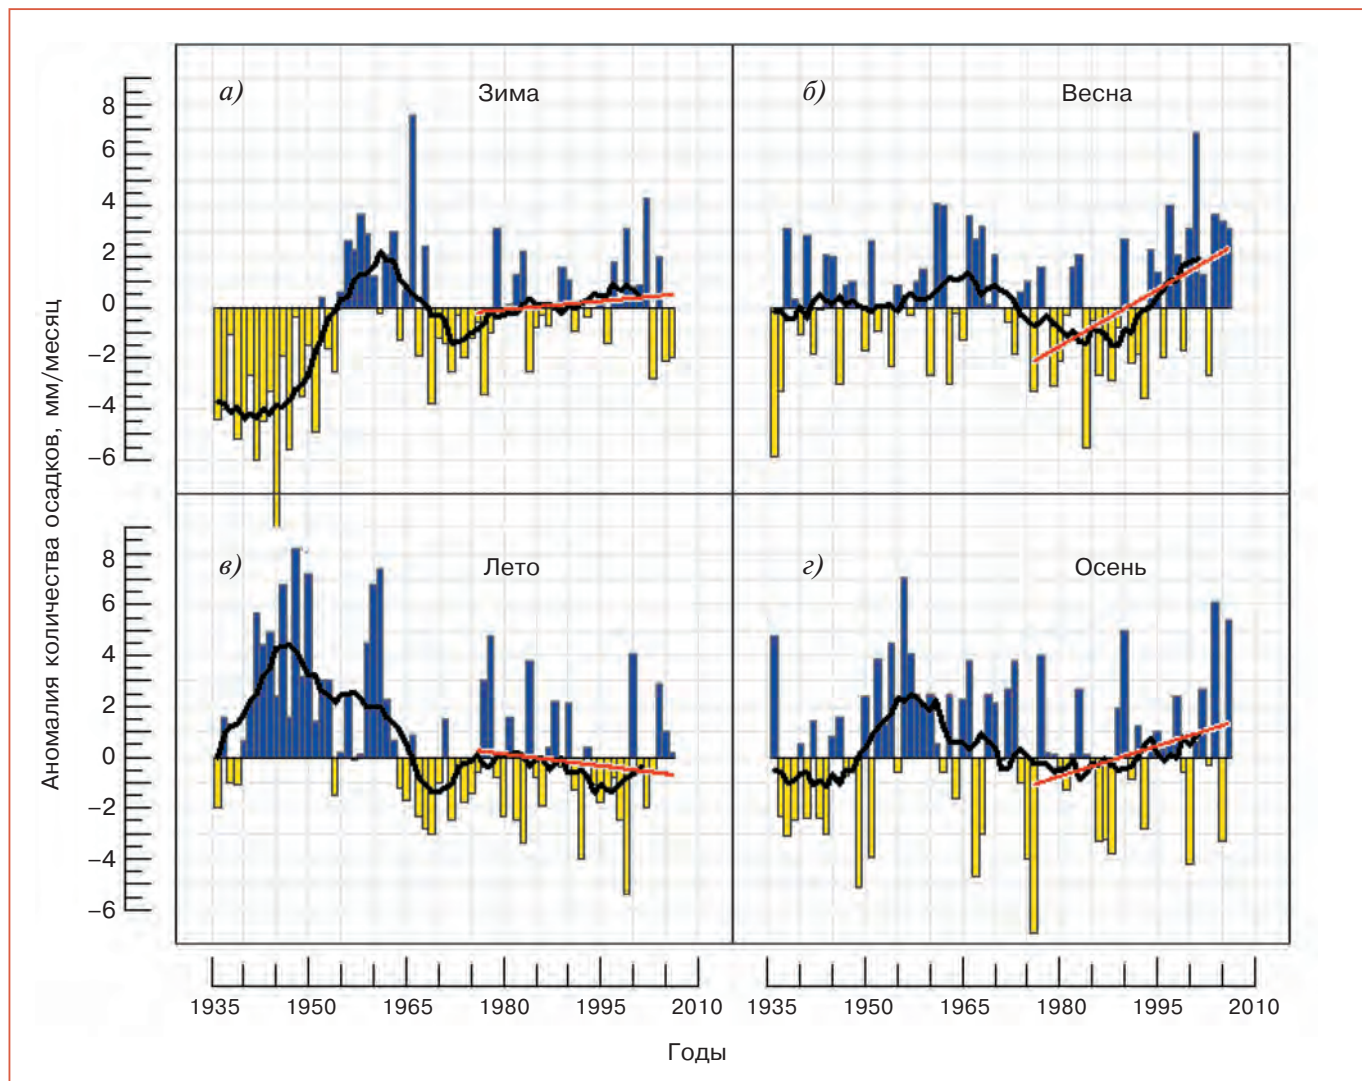 Аномалия количества осадков, мм/месяц
а)
Зима
8
6
4
2
0
−2
−4
−6
б)
Весна
в)
Лето
8
6
4
2
0
−2
−4
−6
г)
Осень
1935 1950 1965 1980 1995 2010
1935 1950 1965 1980 1995 2010
Годы